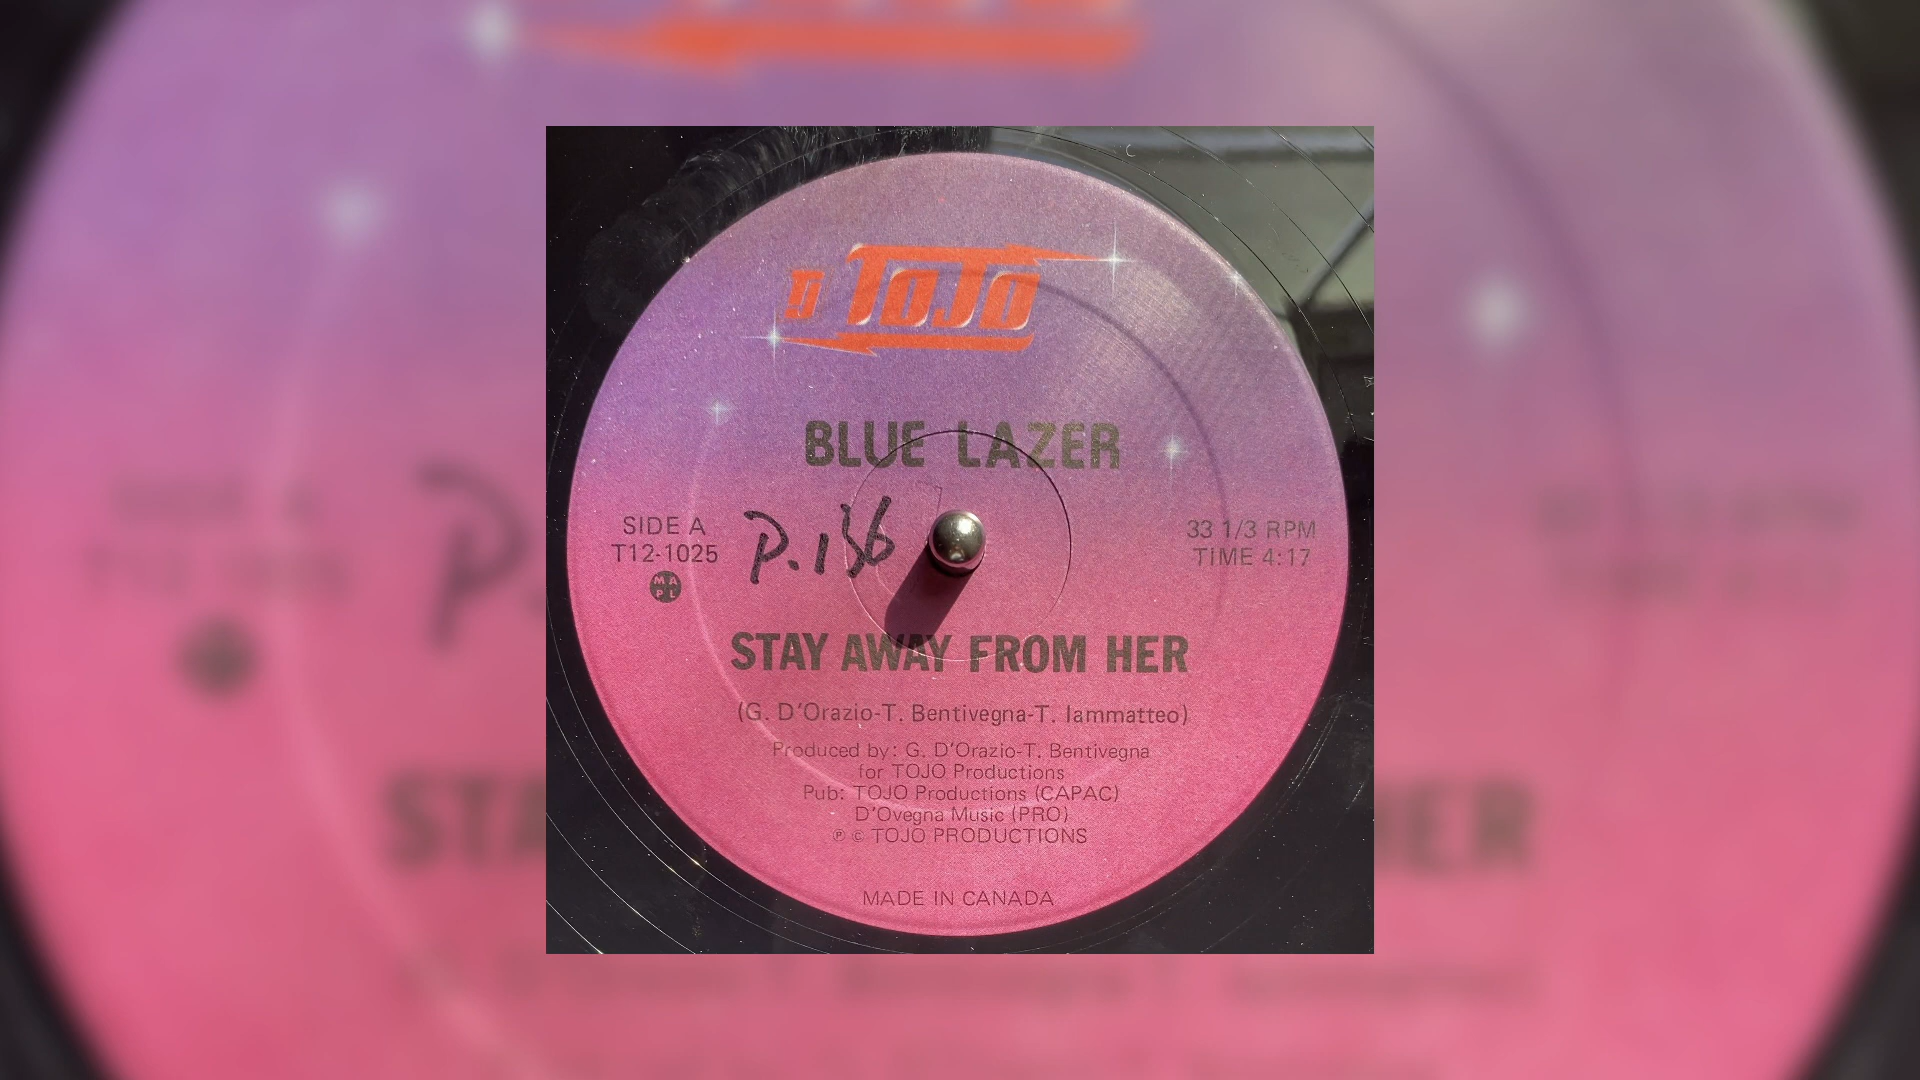 TJ TOJO
BLUE LAZER
SIDE A
T12-1025
MAPL
P. 136
33 1/3 RPM
TIME 4:17
STAY AWAY FROM HER
(G. D'Orazio-T. Bentivegna-T. Iammatteo)
Produced by: G. D'Orazio-T. Bentivegna
for TOJO Productions
Pub: TOJO Productions (CAPAC)
D'Ovegna Music (PRO)
℗ © TOJO PRODUCTIONS
MADE IN CANADA